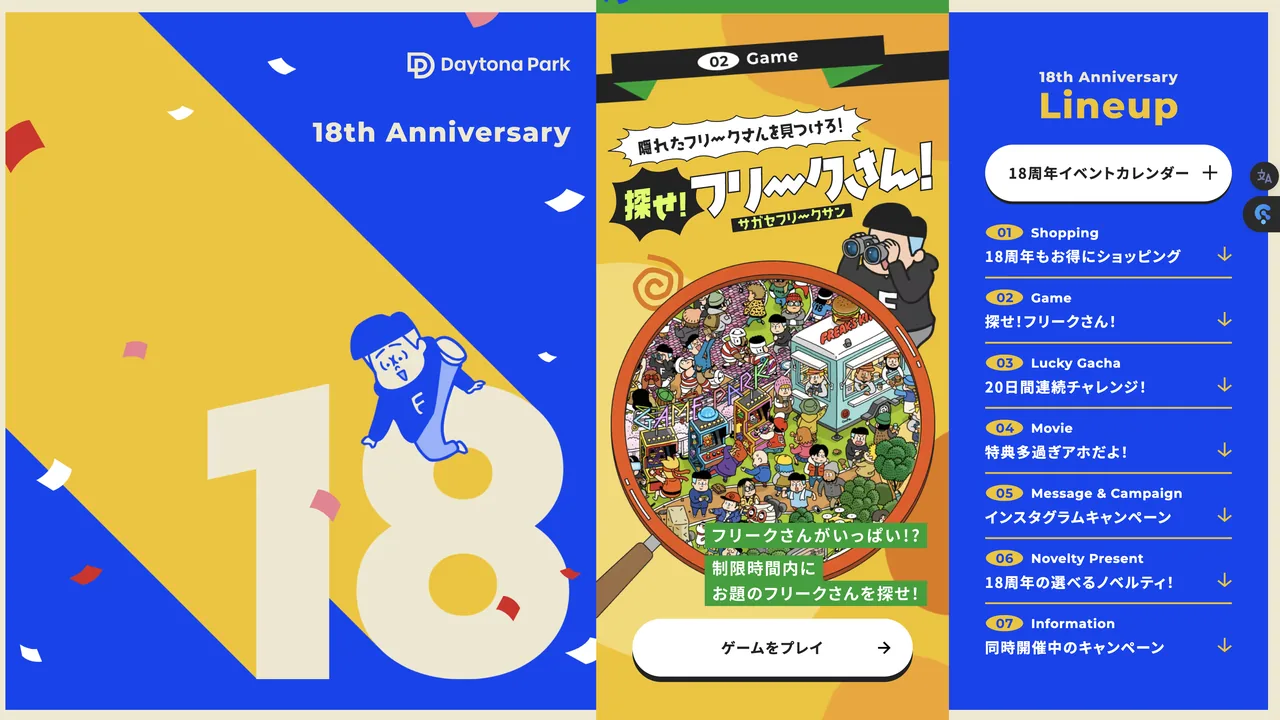 Daytona Park
18th Anniversary
18
F
02 Game
隠れたフリークさんを見つけろ!
探せ!
フリークさん!
サガセフリークサン
F
GAME PARK
フリークさんがいっぱい!?
制限時間内に
お題のフリークさんを探せ!
ゲームをプレイ
18th Anniversary
Lineup
18周年イベントカレンダー
01 Shopping
18周年もお得にショッピング
02 Game
探せ!フリークさん!
03 Lucky Gacha
20日間連続チャレンジ!
04 Movie
特典多過ぎアホだよ!
05 Message & Campaign
インスタグラムキャンペーン
06 Novelty Present
18周年の選べるノベルティ!
07 Information
同時開催中のキャンペーン